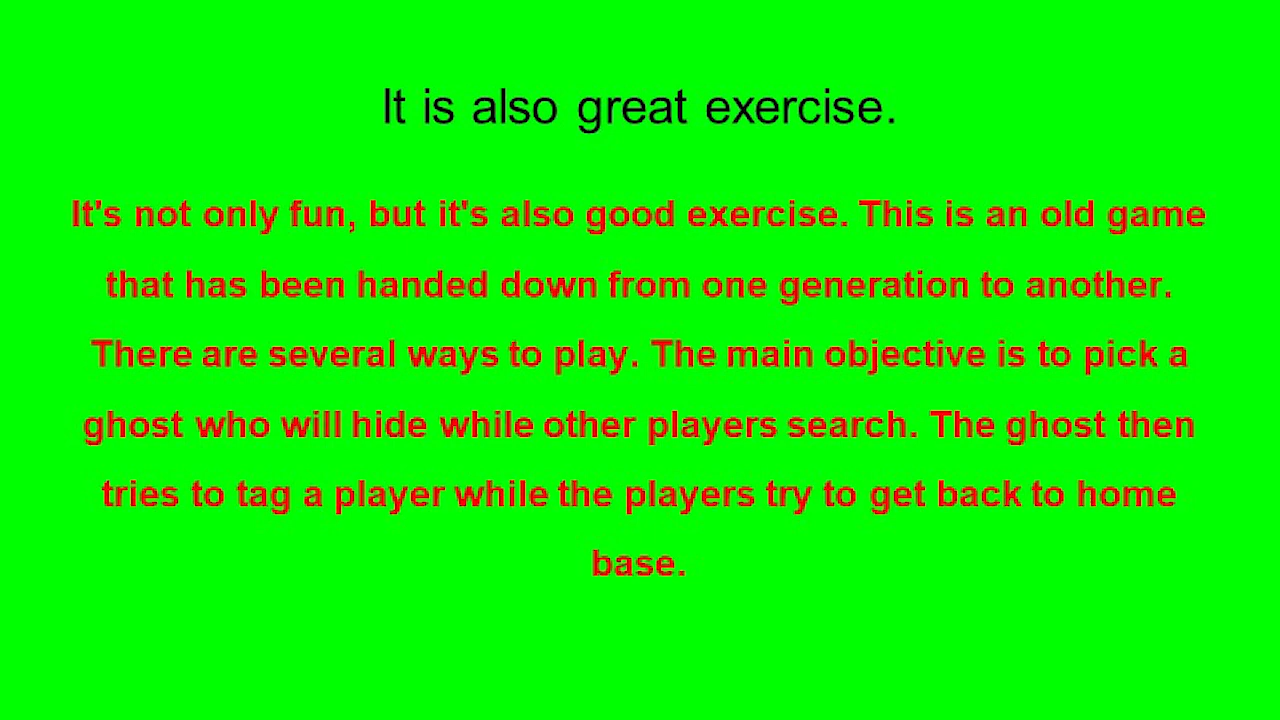 It is also great exercise.
It's not only fun, but it's also good exercise. This is an old game
that has been handed down from one generation to another.
There are several ways to play. The main objective is to pick a
ghost who will hide while other players search. The ghost then
tries to tag a player while the players try to get back to home
base.